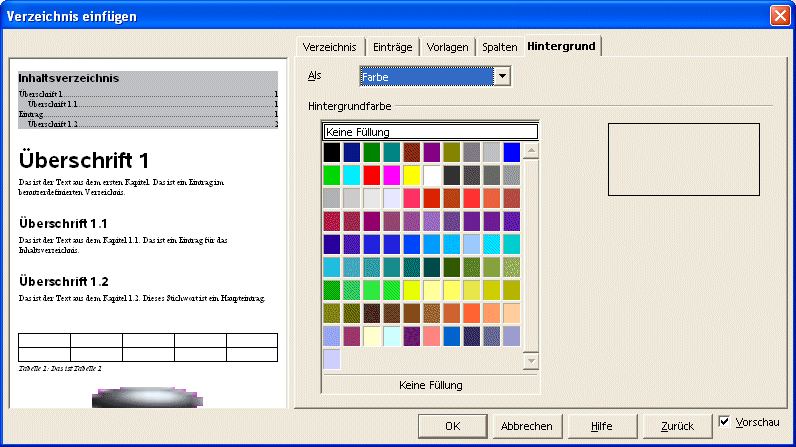 Verzeichnis einfügen
Verzeichnis Einträge Vorlagen Spalten Hintergrund
Inhaltsverzeichnis
Überschrift 1 1
Überschrift 1.1 1
Eintrag 1
Überschrift 1.2 2
Überschrift 1
Das ist der Text aus dem ersten Kapitel. Das ist ein Eintrag im
benutzerdefinierten Verzeichnis.
Überschrift 1.1
Das ist der Text aus dem Kapitel 1.1. Das ist ein Eintrag für das
Inhaltsverzeichnis.
Überschrift 1.2
Das ist der Text aus dem Kapitel 1.2. Dieses Stichwort ist ein Haupteintrag.
Tabelle 2: Das ist Tabelle 2
Als Farbe
Hintergrundfarbe
Keine Füllung
Keine Füllung
OK Abbrechen Hilfe Zurück Vorschau